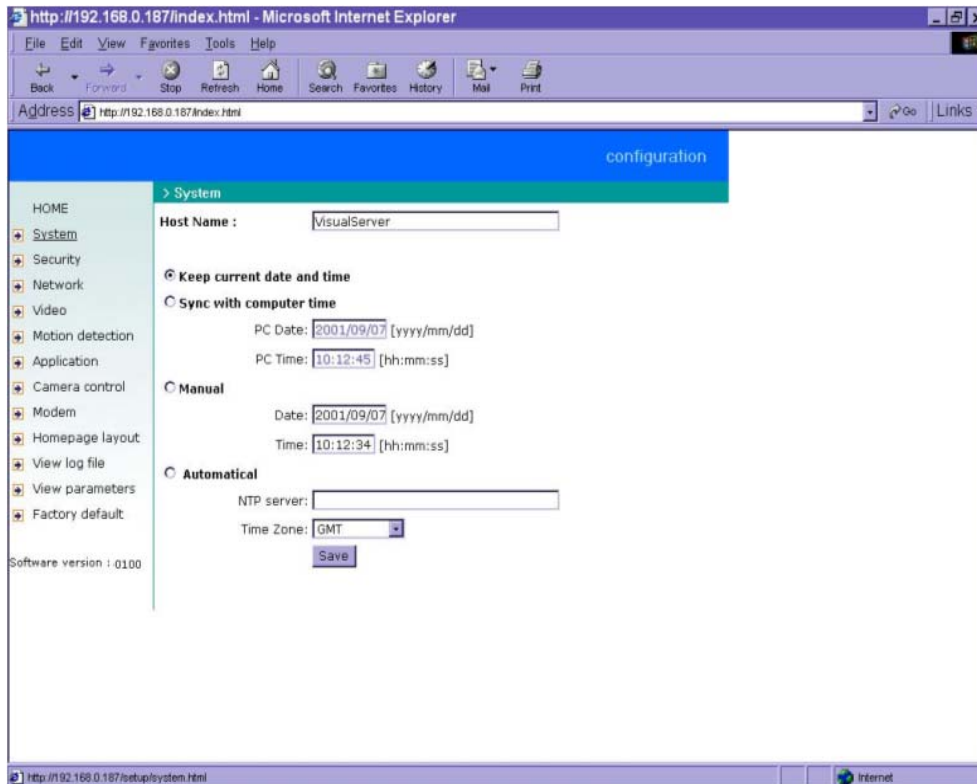 http://192.168.0.187/index.html - Microsoft Internet Explorer
File Edit View Favorites Tools Help
Back Forward Stop Refresh Home Search Favorites History Mail Print
Address http://192.168.0.187/index.html Go Links
configuration
> System
HOME
System
Security
Network
Video
Motion detection
Application
Camera control
Modem
Homepage layout
View log file
View parameters
Factory default
Software version : 0100
Host Name : VisualServer
Keep current date and time
Sync with computer time
PC Date: 2001/09/07 [yyyy/mm/dd]
PC Time: 10:12:45 [hh:mm:ss]
Manual
Date: 2001/09/07 [yyyy/mm/dd]
Time: 10:12:34 [hh:mm:ss]
Automatical
NTP server:
Time Zone: GMT
Save
http://192.168.0.187/setup/system.html Internet